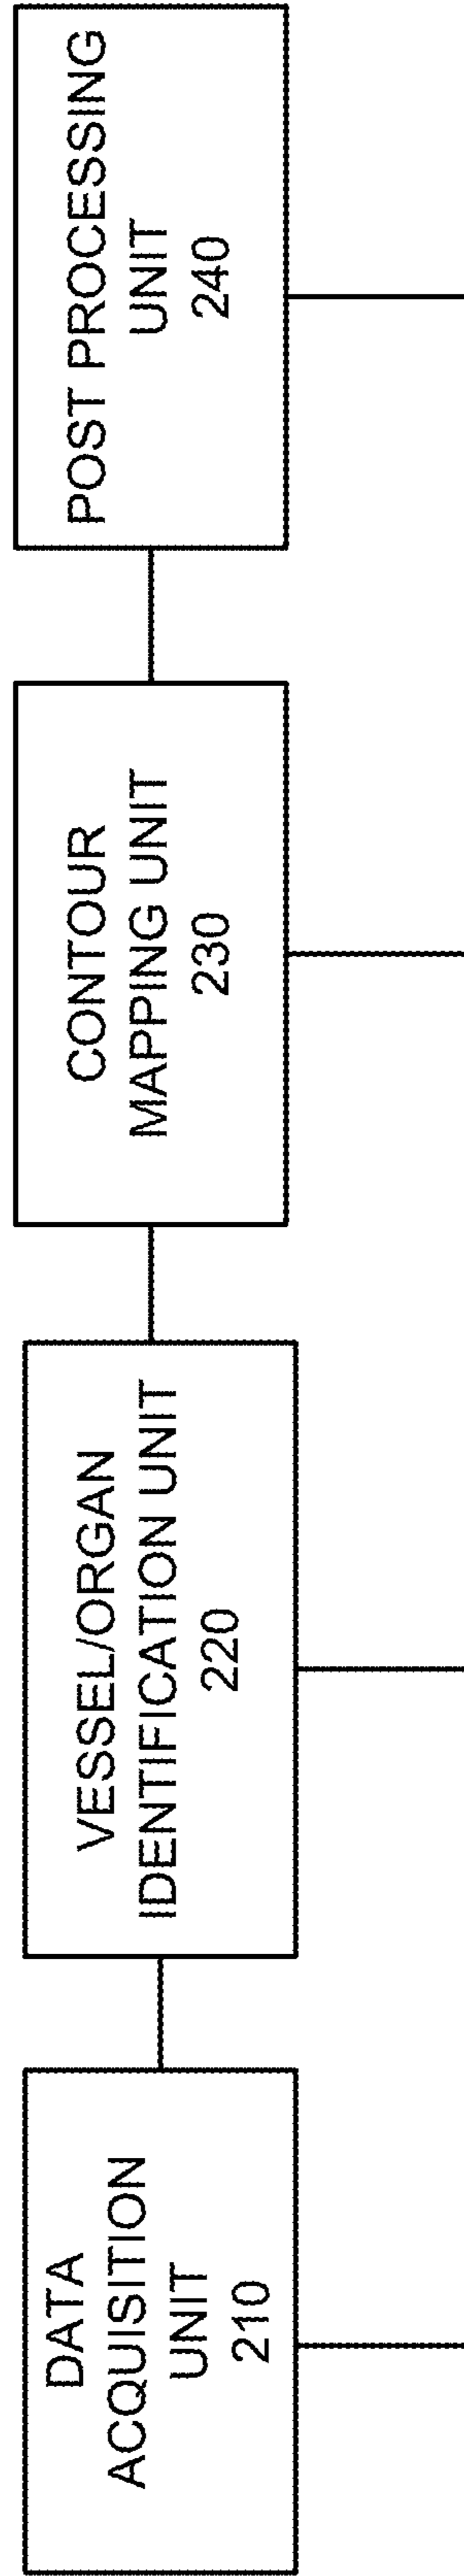 DATA
ACQUISITION
UNIT
210
VESSEL/ORGAN
IDENTIFICATION UNIT
220
CONTOUR
MAPPING UNIT
230
POST PROCESSING
UNIT
240